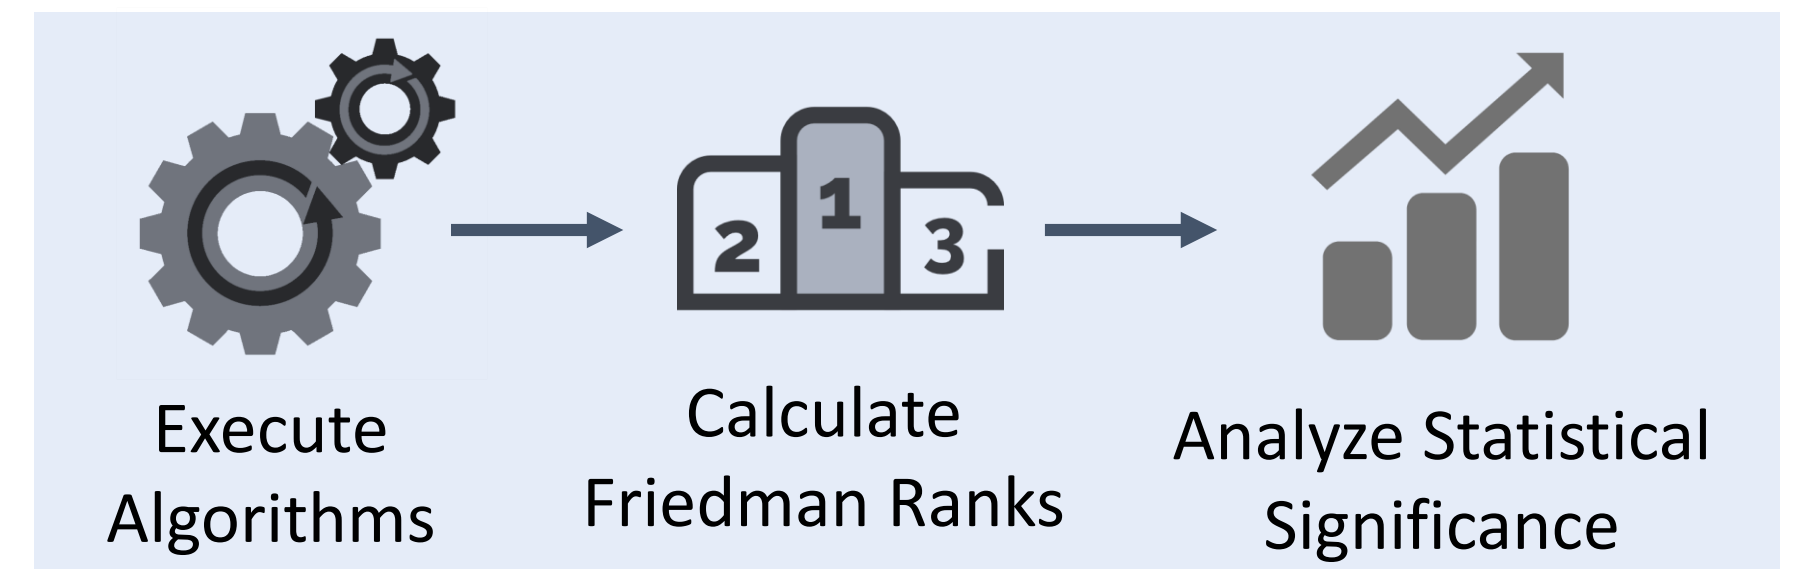 2
1
3
Execute
Algorithms
Calculate
Friedman Ranks
Analyze Statistical
Significance